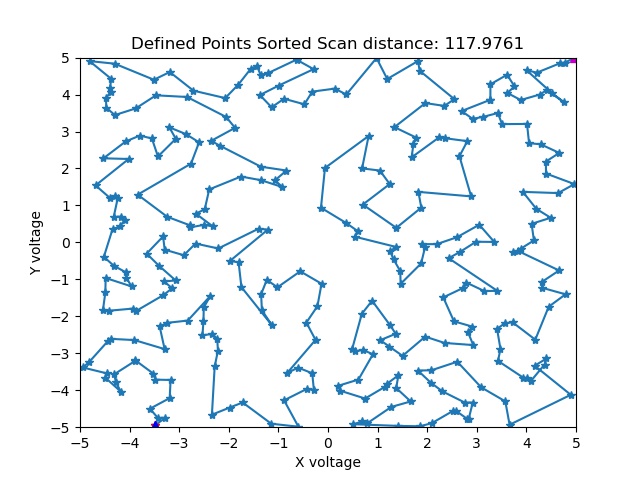 Defined Points Sorted Scan distance: 117.9761
Y voltage
5
4
3
2
1
0
−1
−2
−3
−4
−5
−5 −4 −3 −2 −1 0 1 2 3 4 5
X voltage